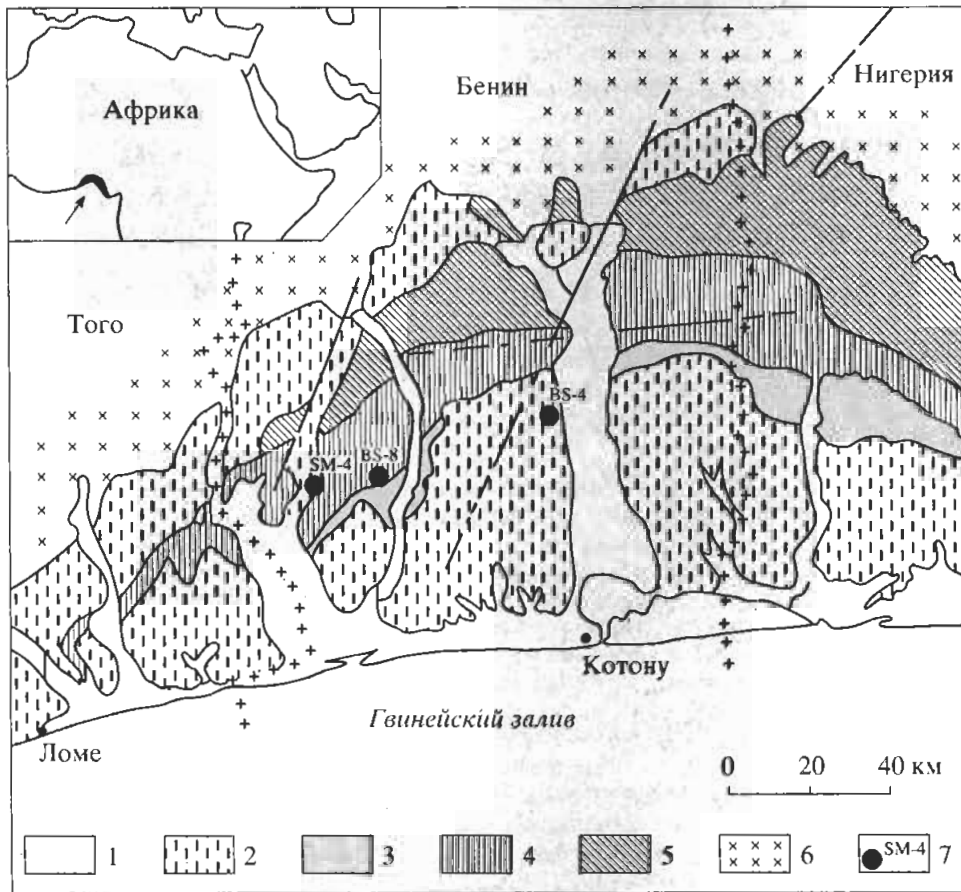 Африка
Бенин
Нигерия
Того
BS-4
SM-4
BS-8
Котону
Гвинейский залив
Ломе
0 20 40 км
1 2 3 4 5 6 SM-4 7